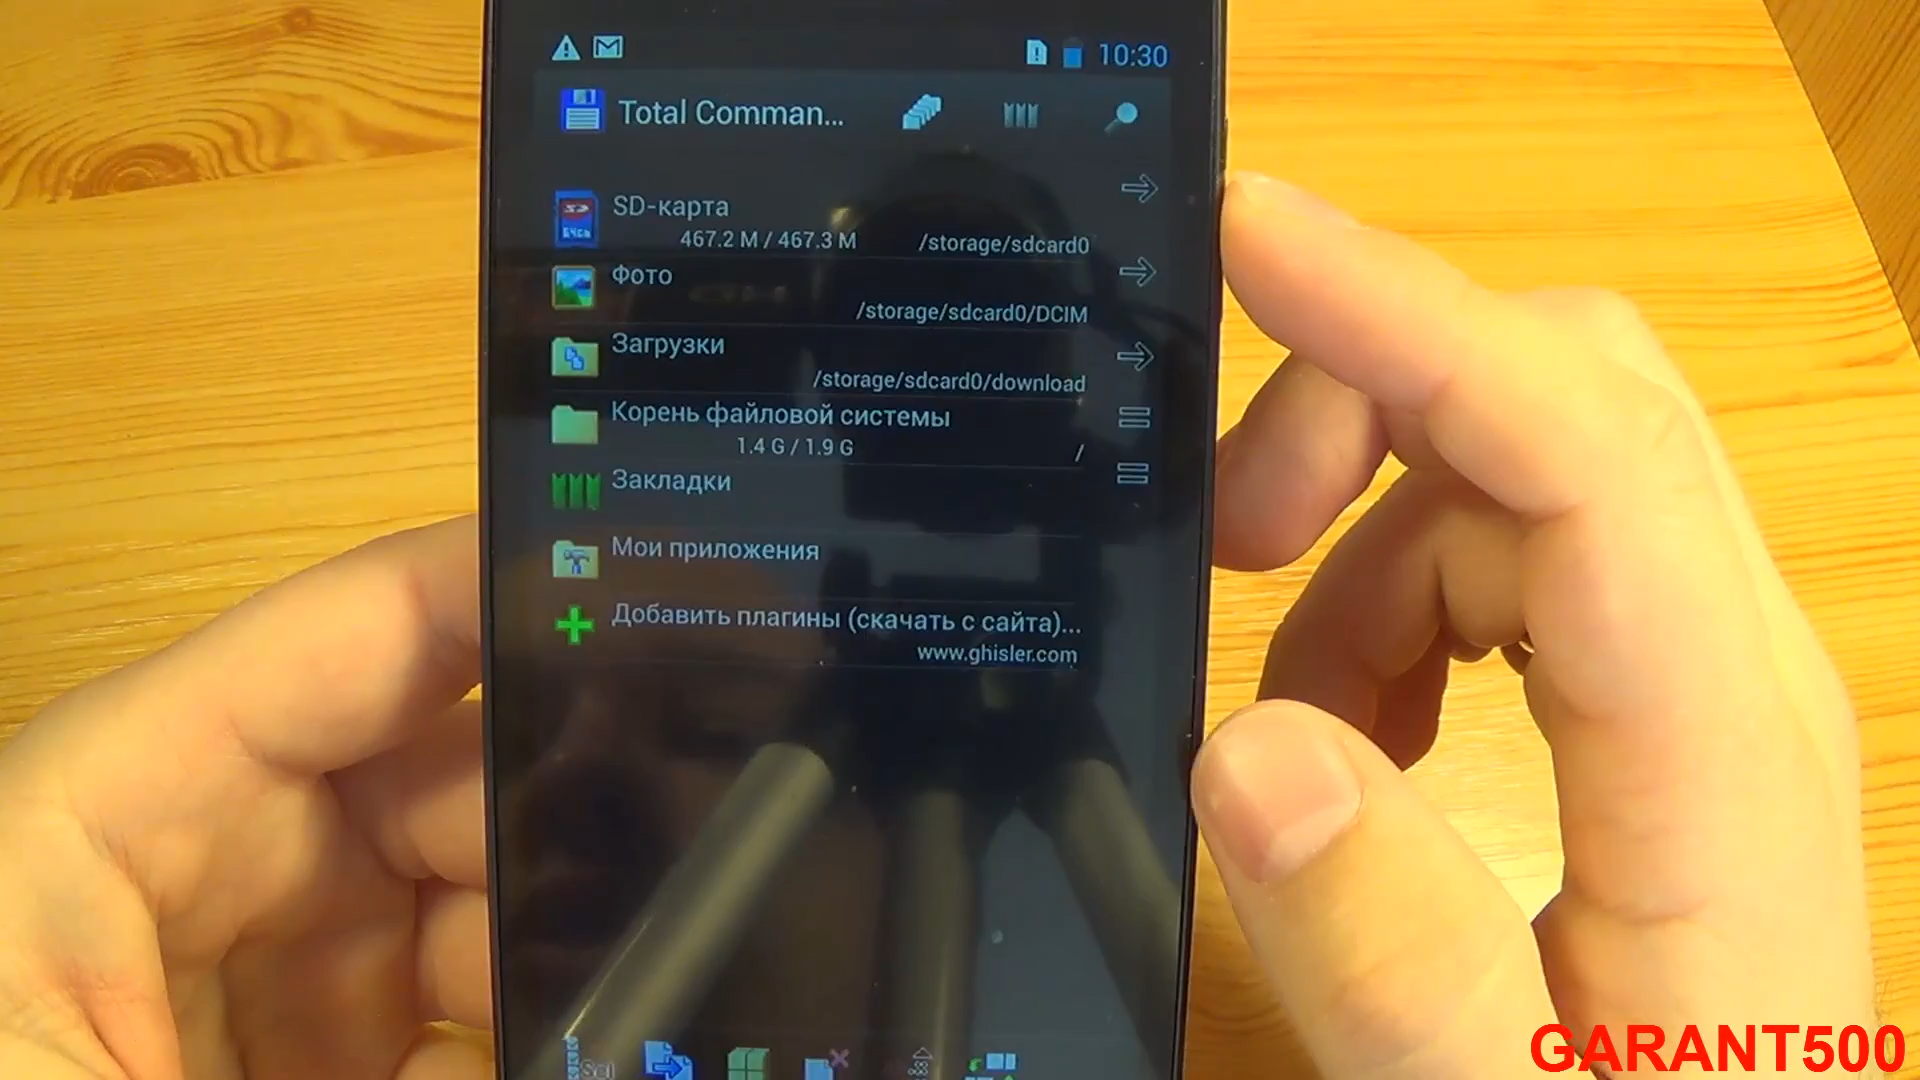 10:30
Total Comman...
SD-карта
467.2 M / 467.3 M /storage/sdcard0
Фото
/storage/sdcard0/DCIM
Загрузки
/storage/sdcard0/download
Корень файловой системы
1.4 G / 1.9 G /
Закладки
Мои приложения
Добавить плагины (скачать с сайта)...
www.ghisler.com
GARANT500